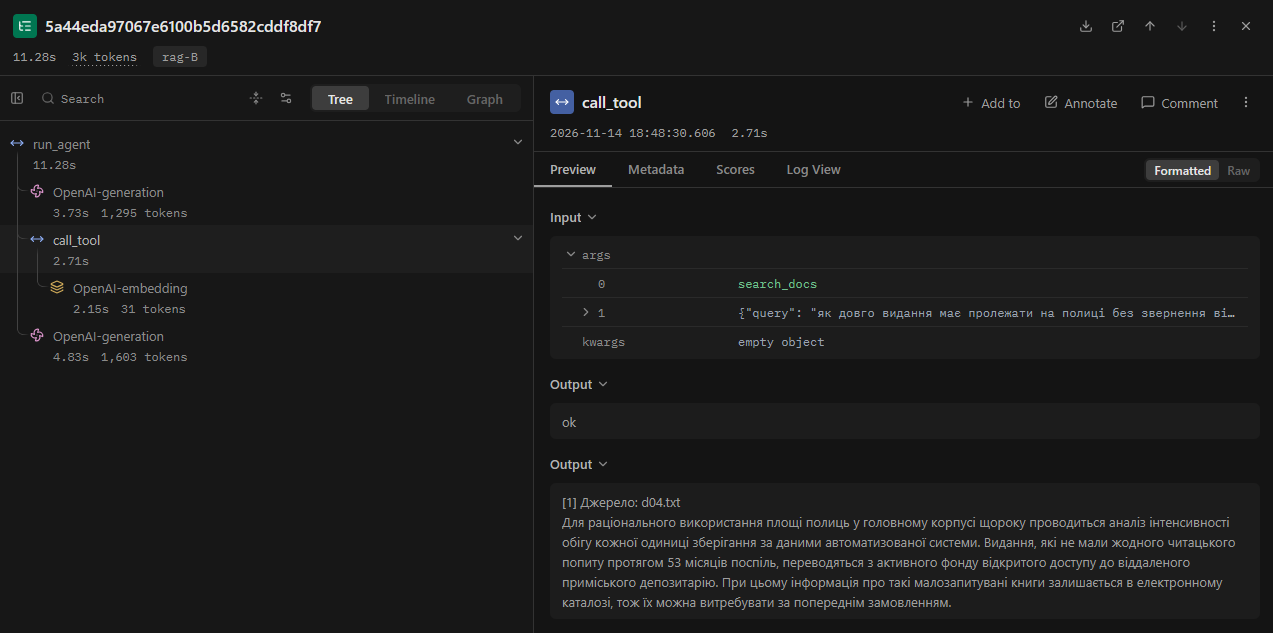 5a44eda97067e6100b5d6582cddf8df7
11.28s 3k tokens rag-B
Search
Tree Timeline Graph
run_agent
11.28s
OpenAI-generation
3.73s 1,295 tokens
call_tool
2.71s
OpenAI-embedding
2.15s 31 tokens
OpenAI-generation
4.83s 1,603 tokens
call_tool
Add to Annotate Comment
2026-11-14 18:48:30.606 2.71s
Preview Metadata Scores Log View
Formatted Raw
Input
args
0 search_docs
1 {"query": "як довго видання має пролежати на полиці без звернення ві…
kwargs empty object
Output
ok
Output
[1] Джерело: d04.txt
Для раціонального використання площі полиць у головному корпусі щороку проводиться аналіз інтенсивності
обігу кожної одиниці зберігання за даними автоматизованої системи. Видання, які не мали жодного читацького
попиту протягом 53 місяців поспіль, переводяться з активного фонду відкритого доступу до віддаленого
приміського депозитарію. При цьому інформація про такі малозапитувані книги залишається в електронному
каталозі, тож їх можна витребувати за попереднім замовленням.